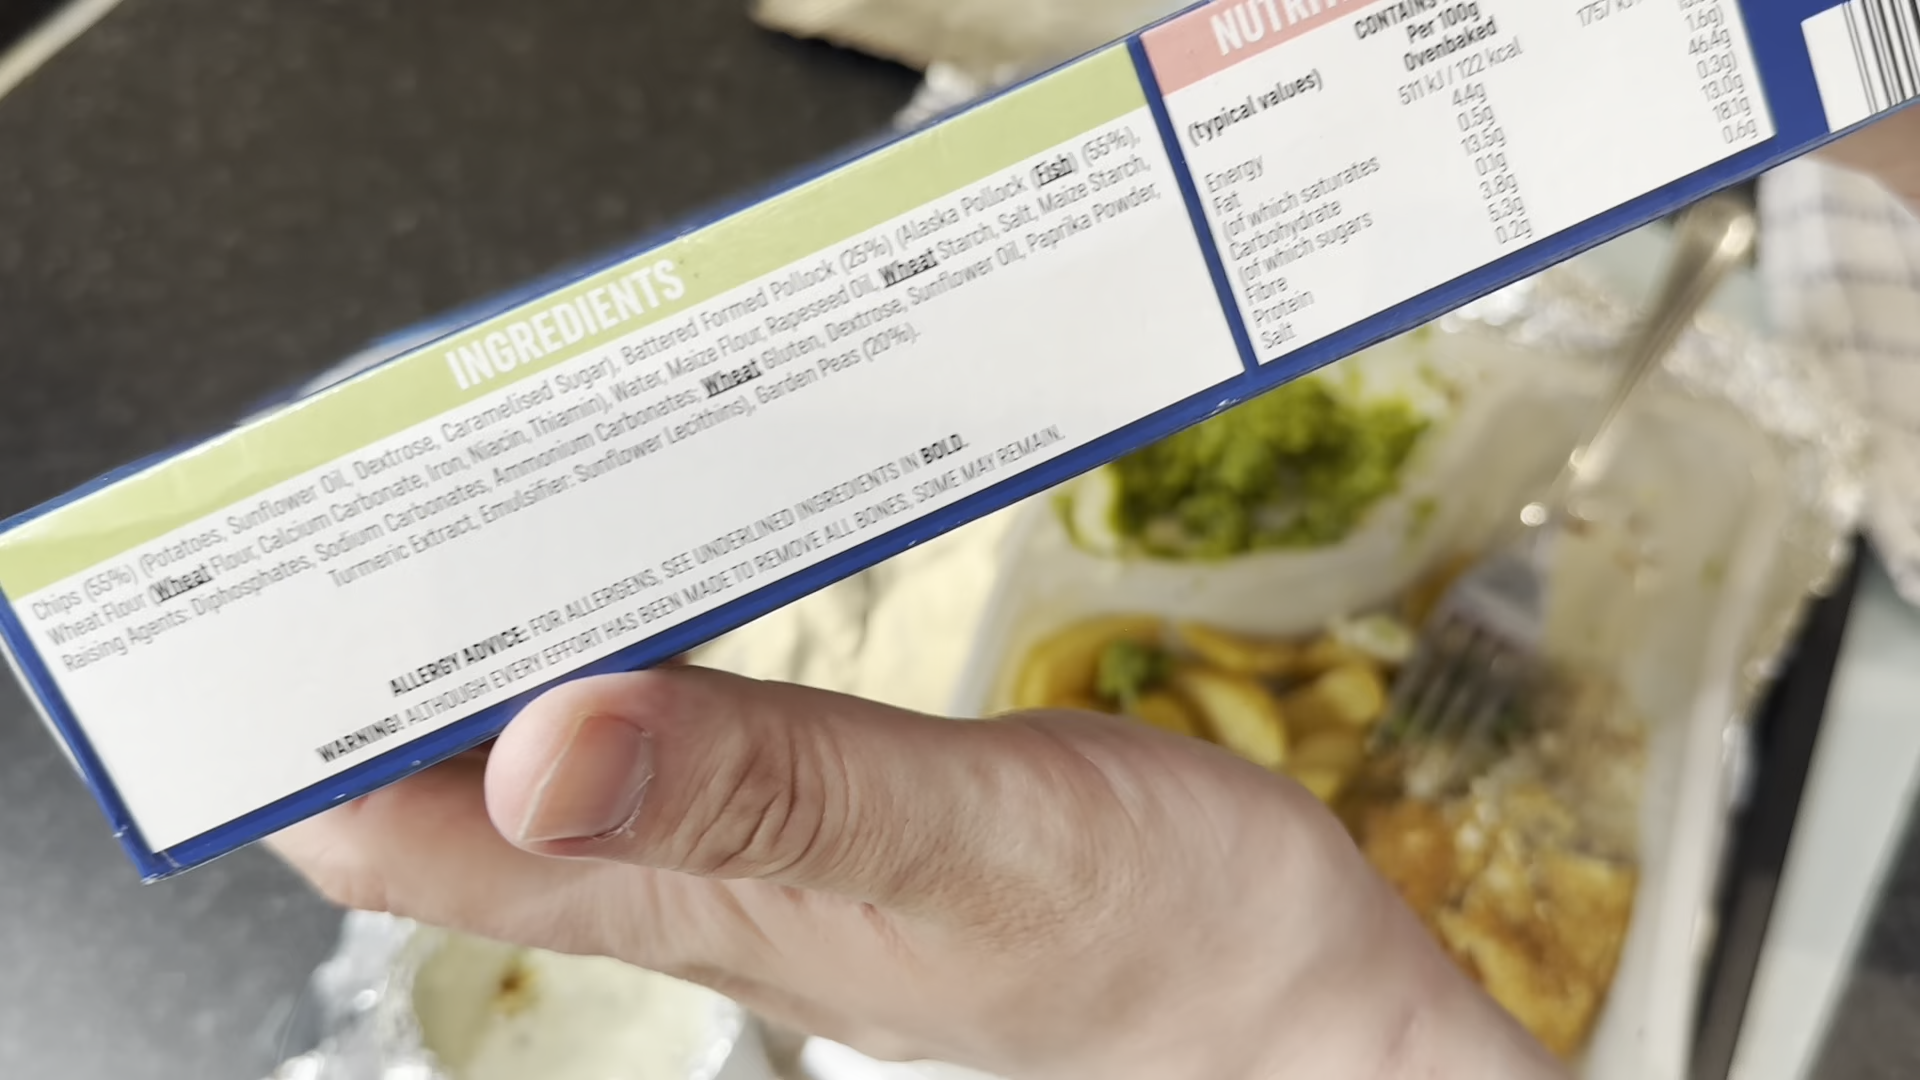 INGREDIENTS
Chips (55%) (Potatoes, Sunflower Oil, Dextrose, Caramelised Sugar), Battered Formed Pollock (25%) (Alaska Pollock (Fish) (55%),
Wheat Flour (Wheat Flour, Calcium Carbonate, Iron, Niacin, Thiamin), Water, Maize Flour, Rapeseed Oil, Wheat Starch, Salt, Maize Starch,
Raising Agents: Diphosphates, Sodium Carbonates, Ammonium Carbonates; Wheat Gluten, Dextrose, Sunflower Oil, Paprika Powder,
Turmeric Extract, Emulsifier: Sunflower Lecithins), Garden Peas (20%).
ALLERGY ADVICE: FOR ALLERGENS, SEE UNDERLINED INGREDIENTS IN BOLD.
WARNING! ALTHOUGH EVERY EFFORT HAS BEEN MADE TO REMOVE ALL BONES, SOME MAY REMAIN.
CONTAINS
(typical values) Per 100g
Ovenbaked
Energy 511 kJ / 122 kcal 1757
Fat 4.4g
(of which saturates 0.5g 1.6g)
Carbohydrate 13.5g 46.4g
(of which sugars 0.1g 0.3g)
Fibre 3.8g 13.0g
Protein 5.3g 18.1g
Salt 0.2g 0.6g